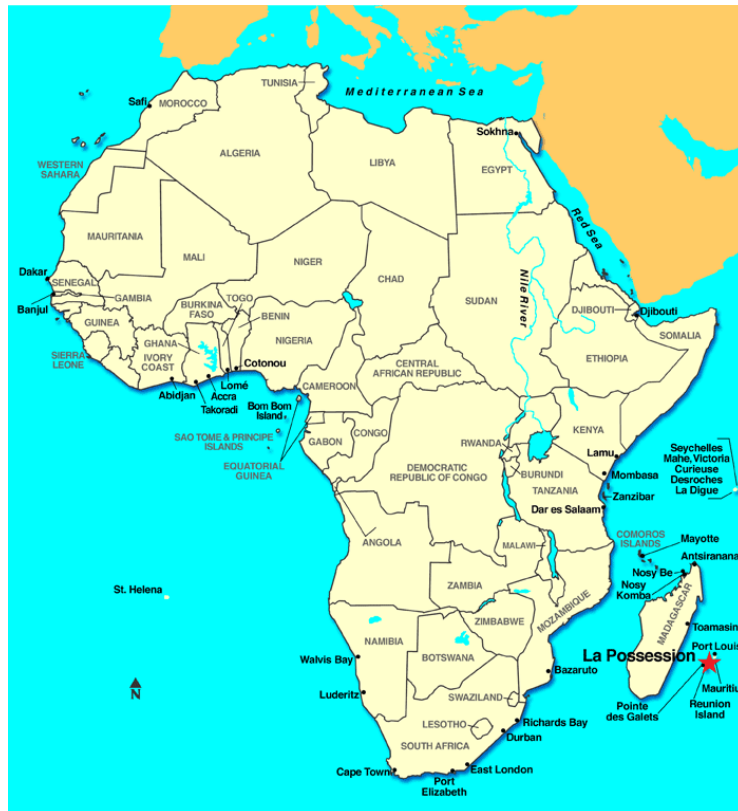 TUNISIA
Mediterranean Sea
Safi
MOROCCO
Sokhna
ALGERIA
LIBYA
EGYPT
WESTERN
SAHARA
Red Sea
MAURITANIA
MALI
NIGER
CHAD
SUDAN
Nile River
Dakar
SENEGAL
Banjul
GAMBIA
BURKINA
FASO
TOGO
BENIN
DJIBOUTI
Djibouti
GUINEA
GHANA
NIGERIA
SOMALIA
SIERRA
LEONE
IVORY
COAST
Cotonou
CENTRAL
AFRICAN REPUBLIC
ETHIOPIA
Abidjan
Lomé
Accra
Takoradi
CAMEROON
Bom Bom
Island
SAO TOME & PRINCIPE
ISLANDS
GABON
CONGO
RWANDA
KENYA
EQUATORIAL
GUINEA
DEMOCRATIC
REPUBLIC OF CONGO
BURUNDI
TANZANIA
Lamu
Mombasa
Zanzibar
Dar es Salaam
Seychelles
Mahe, Victoria
Curieuse
Desroches
La Digue
ANGOLA
MALAWI
COMOROS
ISLANDS
Mayotte
Antsiranana
Nosy Be
Nosy
Komba
St. Helena
ZAMBIA
MOZAMBIQUE
MADAGASCAR
ZIMBABWE
Toamasin
NAMIBIA
BOTSWANA
Walvis Bay
La Possession
Port Louis
Bazaruto
Mauritiu
Luderitz
SWAZILAND
Pointe
des Galets
Reunion
Island
N
LESOTHO
Richards Bay
Durban
SOUTH AFRICA
Cape Town
Port
Elizabeth
East London